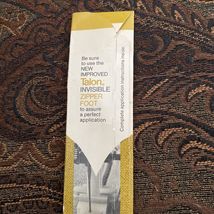 Be sure
to use the
NEW
IMPROVED
Talon
INVISIBLE
ZIPPER
FOOT
to assure
a perfect
application
Complete application instructions inside